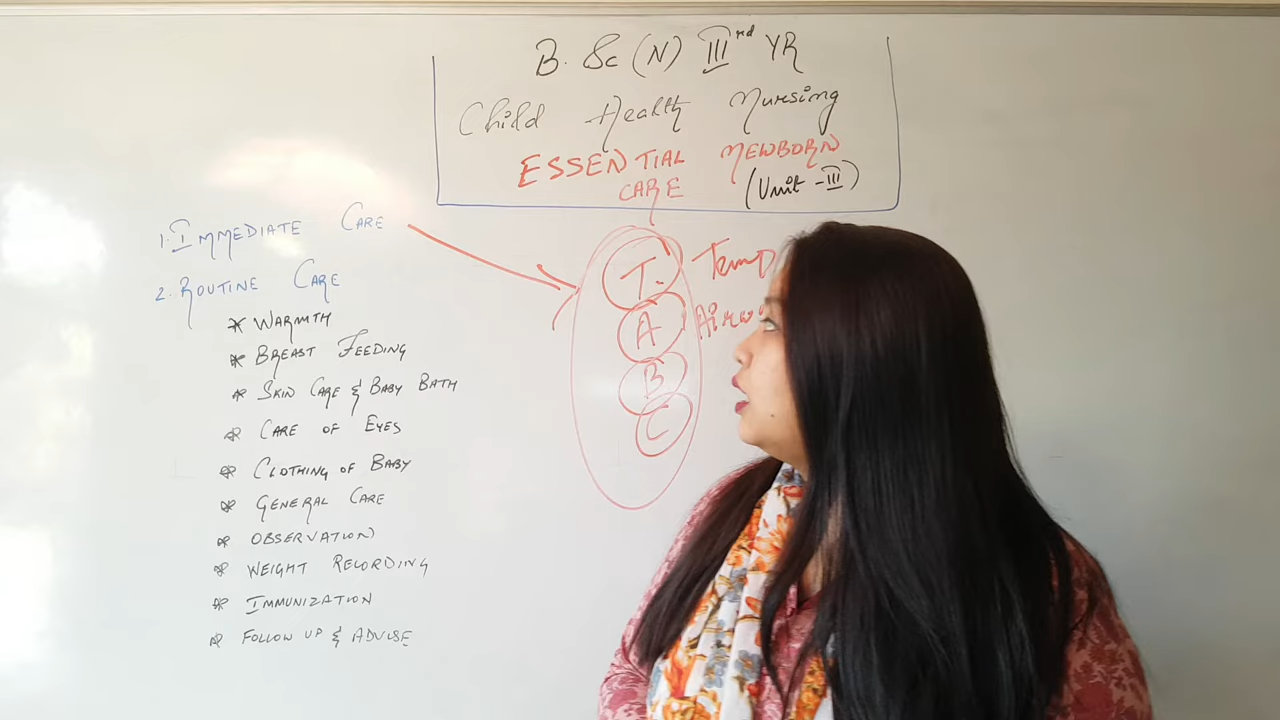 B. Sc (N) IIIrd YR
Child Health Nursing
ESSENTIAL NEWBORN
CARE (Unit - III)
1. IMMEDIATE CARE
2. ROUTINE CARE
* WARMTH
* BREAST FEEDING
* SKIN CARE & BABY BATH
* CARE OF EYES
* CLOTHING OF BABY
* GENERAL CARE
* OBSERVATION
* WEIGHT RECORDING
* IMMUNIZATION
* FOLLOW UP & ADVISE
T. Temp
A Airw
B
C